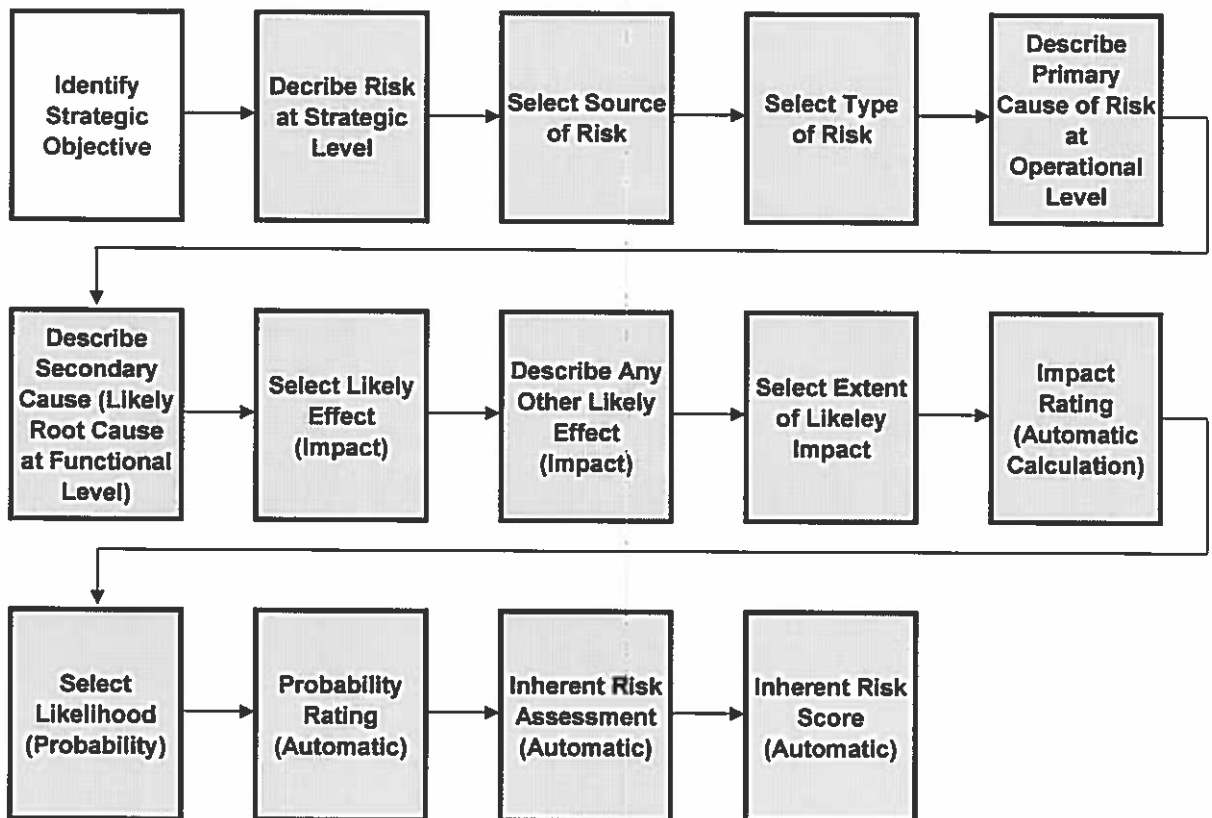 Identify
Strategic
Objective
Decribe Risk
at Strategic
Level
Select Source
of Risk
Select Type
of Risk
Describe
Primary
Cause of Risk
at
Operational
Level
Describe
Secondary
Cause (Likely
Root Cause
at Functional
Level)
Select Likely
Effect
(Impact)
Describe Any
Other Likely
Effect
(Impact)
Select Extent
of Likeley
Impact
Impact
Rating
(Automatic
Calculation)
Select
Likelihood
(Probability)
Probability
Rating
(Automatic)
Inherent Risk
Assessment
(Automatic)
Inherent Risk
Score
(Automatic)